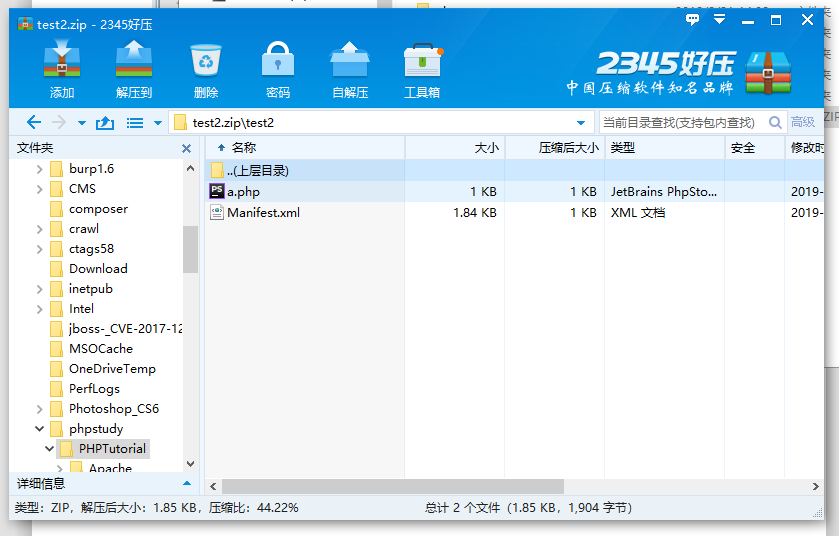 test2.zip - 2345好压
添加
解压到
删除
密码
自解压
工具箱
2345好压
中国压缩软件知名品牌
test2.zip\test2
当前目录查找(支持包内查找)
高级
文件夹
burp1.6
CMS
composer
crawl
ctags58
Download
inetpub
Intel
jboss-_CVE-2017-12
MSOCache
OneDriveTemp
PerfLogs
Photoshop_CS6
phpstudy
PHPTutorial
Apache
详细信息
名称 大小 压缩后大小 类型 安全 修改时
..(上层目录)
PS a.php 1 KB 1 KB JetBrains PhpSto... 2019-
Manifest.xml 1.84 KB 1 KB XML 文档 2019-
类型：ZIP，解压后大小：1.85 KB，压缩比：44.22%
总计 2 个文件（1.85 KB，1,904 字节）